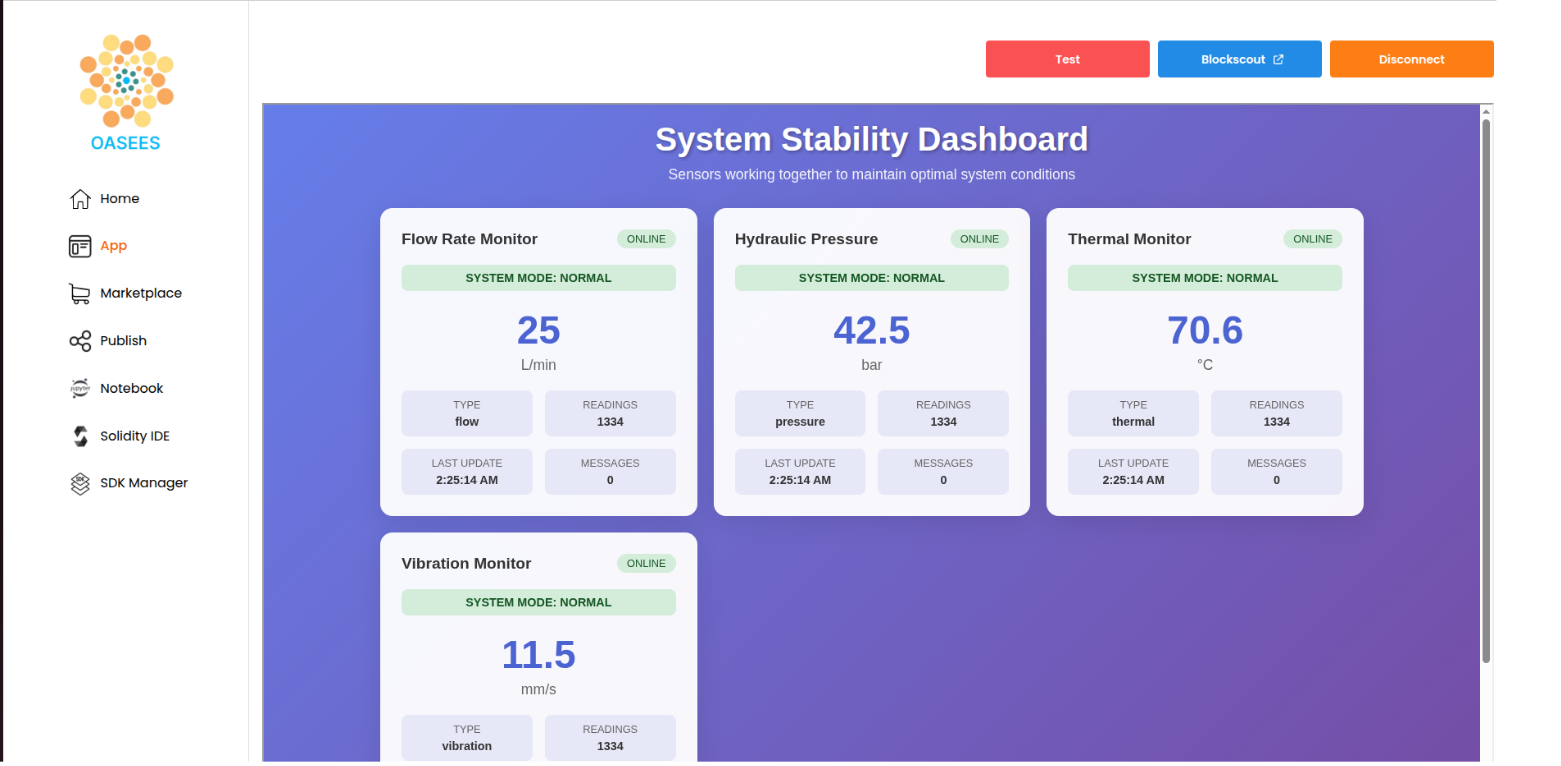 OASEES
Home
App
Marketplace
Publish
Notebook
Solidity IDE
SDK Manager
Test
Blockscout
Disconnect
System Stability Dashboard
Sensors working together to maintain optimal system conditions
Flow Rate Monitor
ONLINE
SYSTEM MODE: NORMAL
25
L/min
TYPE
flow
READINGS
1334
LAST UPDATE
2:25:14 AM
MESSAGES
0
Hydraulic Pressure
ONLINE
SYSTEM MODE: NORMAL
42.5
bar
TYPE
pressure
READINGS
1334
LAST UPDATE
2:25:14 AM
MESSAGES
0
Thermal Monitor
ONLINE
SYSTEM MODE: NORMAL
70.6
°C
TYPE
thermal
READINGS
1334
LAST UPDATE
2:25:14 AM
MESSAGES
0
Vibration Monitor
ONLINE
SYSTEM MODE: NORMAL
11.5
mm/s
TYPE
vibration
READINGS
1334